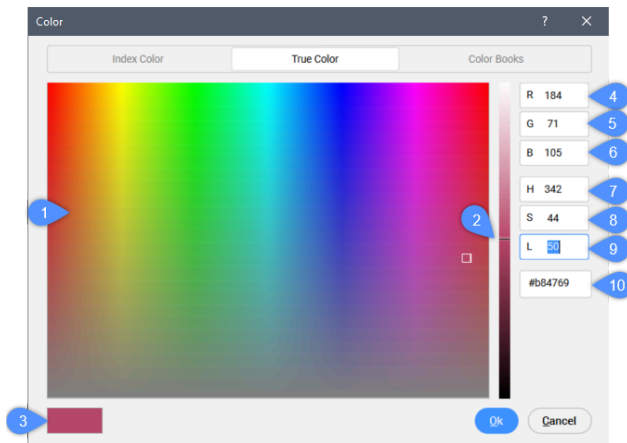 Color ? ×
Index Color True Color Color Books
R 184 4
G 71 5
B 105 6
H 342 7
1 2 S 44 8
L 50 9
#b84769 10
3 Ok Cancel